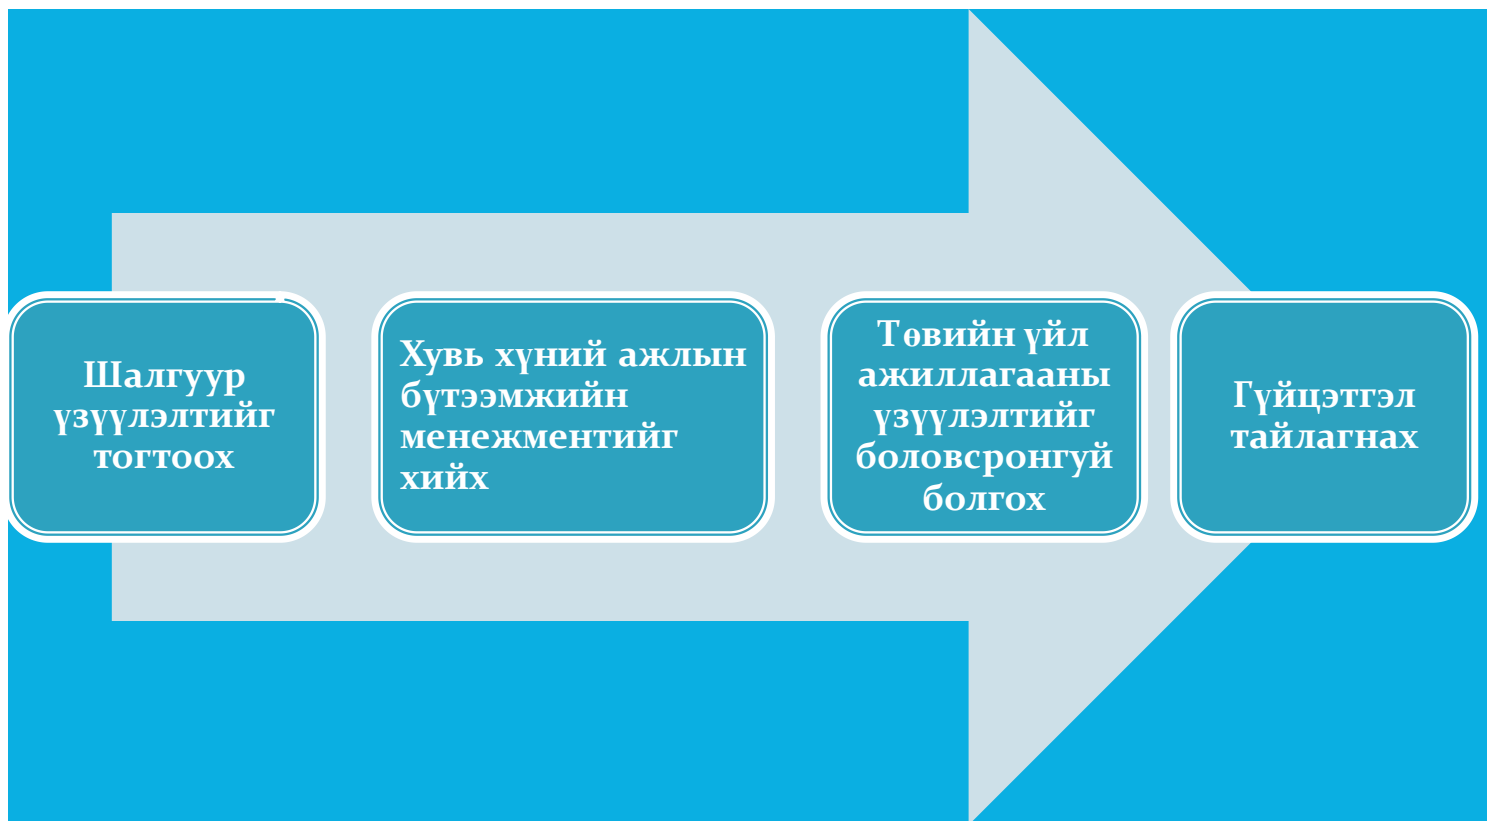 Шалгуур
үзүүлэлтийг
тогтоох
Хувь хүний ажлын
бүтээмжийн
менежментийг
хийх
Төвийн үйл
ажиллагааны
үзүүлэлтийг
боловсронгуй
болгох
Гүйцэтгэл
тайлагнах